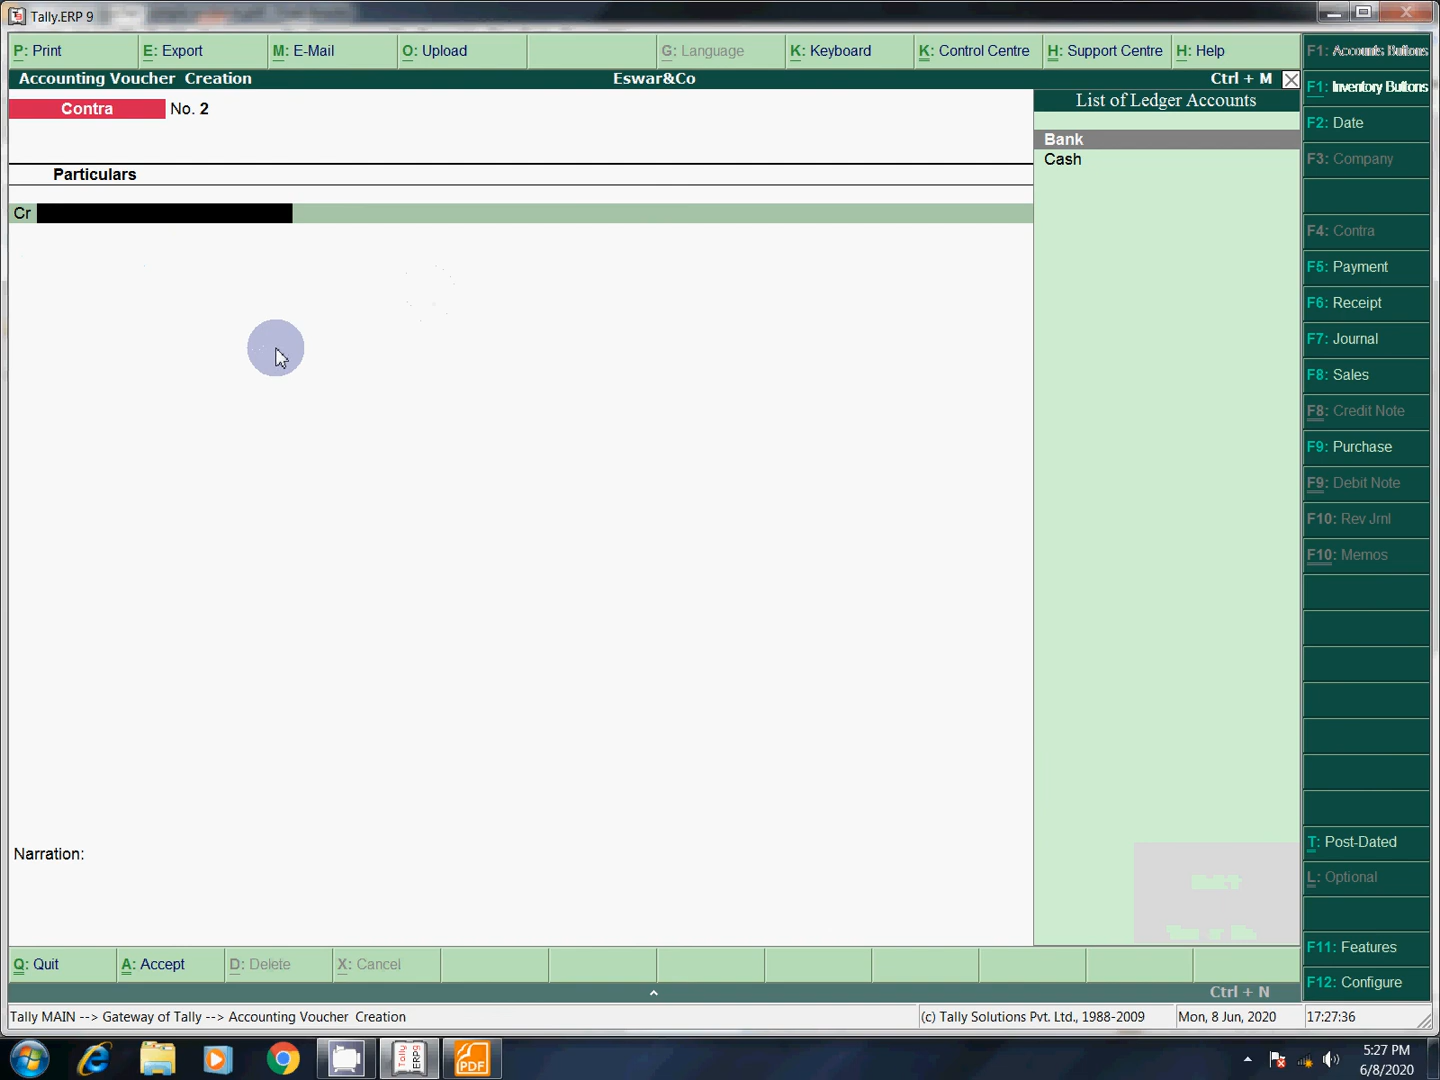 Tally.ERP 9
P: Print E: Export M: E-Mail O: Upload G: Language K: Keyboard K: Control Centre H: Support Centre H: Help
Accounting Voucher Creation Eswar&Co Ctrl + M
Contra No. 2
Particulars
Cr
Narration:
List of Ledger Accounts
Bank
Cash
F1: Accounts Buttons
F1: Inventory Buttons
F2: Date
F3: Company
F4: Contra
F5: Payment
F6: Receipt
F7: Journal
F8: Sales
F8: Credit Note
F9: Purchase
F9: Debit Note
F10: Rev Jrnl
F10: Memos
T: Post-Dated
L: Optional
F11: Features
F12: Configure
Q: Quit A: Accept D: Delete X: Cancel
Ctrl + N
Tally MAIN --> Gateway of Tally --> Accounting Voucher Creation (c) Tally Solutions Pvt. Ltd., 1988-2009 Mon, 8 Jun, 2020 17:27:36
Tally
ERP9
PDF
5:27 PM
6/8/2020